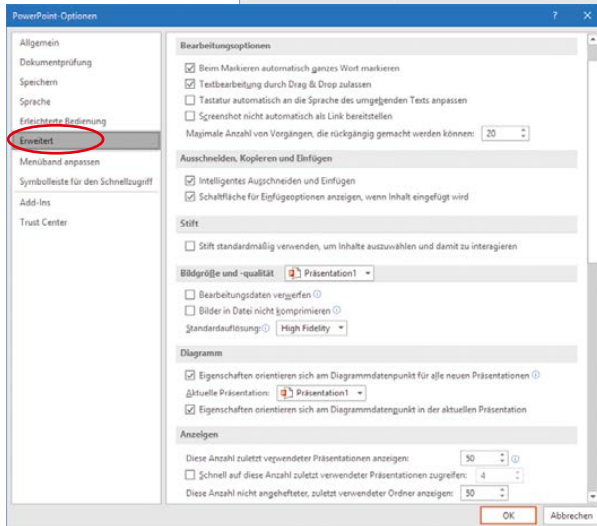 PowerPoint-Optionen
? ×
Allgemein
Dokumentprüfung
Speichern
Sprache
Erleichterte Bedienung
Erweitert
Menüband anpassen
Symbolleiste für den Schnellzugriff
Add-Ins
Trust Center
Bearbeitungsoptionen
Beim Markieren automatisch ganzes Wort markieren
Textbearbeitung durch Drag & Drop zulassen
Tastatur automatisch an die Sprache des umgebenden Texts anpassen
Screenshot nicht automatisch als Link bereitstellen
Maximale Anzahl von Vorgängen, die rückgängig gemacht werden können: 20
Ausschneiden, Kopieren und Einfügen
Intelligentes Ausschneiden und Einfügen
Schaltfläche für Einfügeoptionen anzeigen, wenn Inhalt eingefügt wird
Stift
Stift standardmäßig verwenden, um Inhalte auszuwählen und damit zu interagieren
Bildgröße und -qualität Präsentation1
Bearbeitungsdaten verwerfen
Bilder in Datei nicht komprimieren
Standardauflösung: High Fidelity
Diagramm
Eigenschaften orientieren sich am Diagrammdatenpunkt für alle neuen Präsentationen
Aktuelle Präsentation: Präsentation1
Eigenschaften orientieren sich am Diagrammdatenpunkt in der aktuellen Präsentation
Anzeigen
Diese Anzahl zuletzt verwendeter Präsentationen anzeigen: 50
Schnell auf diese Anzahl zuletzt verwendeter Präsentationen zugreifen: 4
Diese Anzahl nicht angehefteter, zuletzt verwendeter Ordner anzeigen: 50
OK Abbrechen